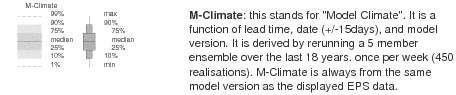 M-Climate
99%
90%
75%
median
25%
10%
1%
max
90%
75%
median
25%
10%
min
M-Climate: this stands for "Model Climate". It is a
function of lead time, date (+/-15days), and model
version. It is derived by rerunning a 5 member
ensemble over the last 18 years. once per week (450
realisations). M-Climate is always from the same
model version as the displayed EPS data.